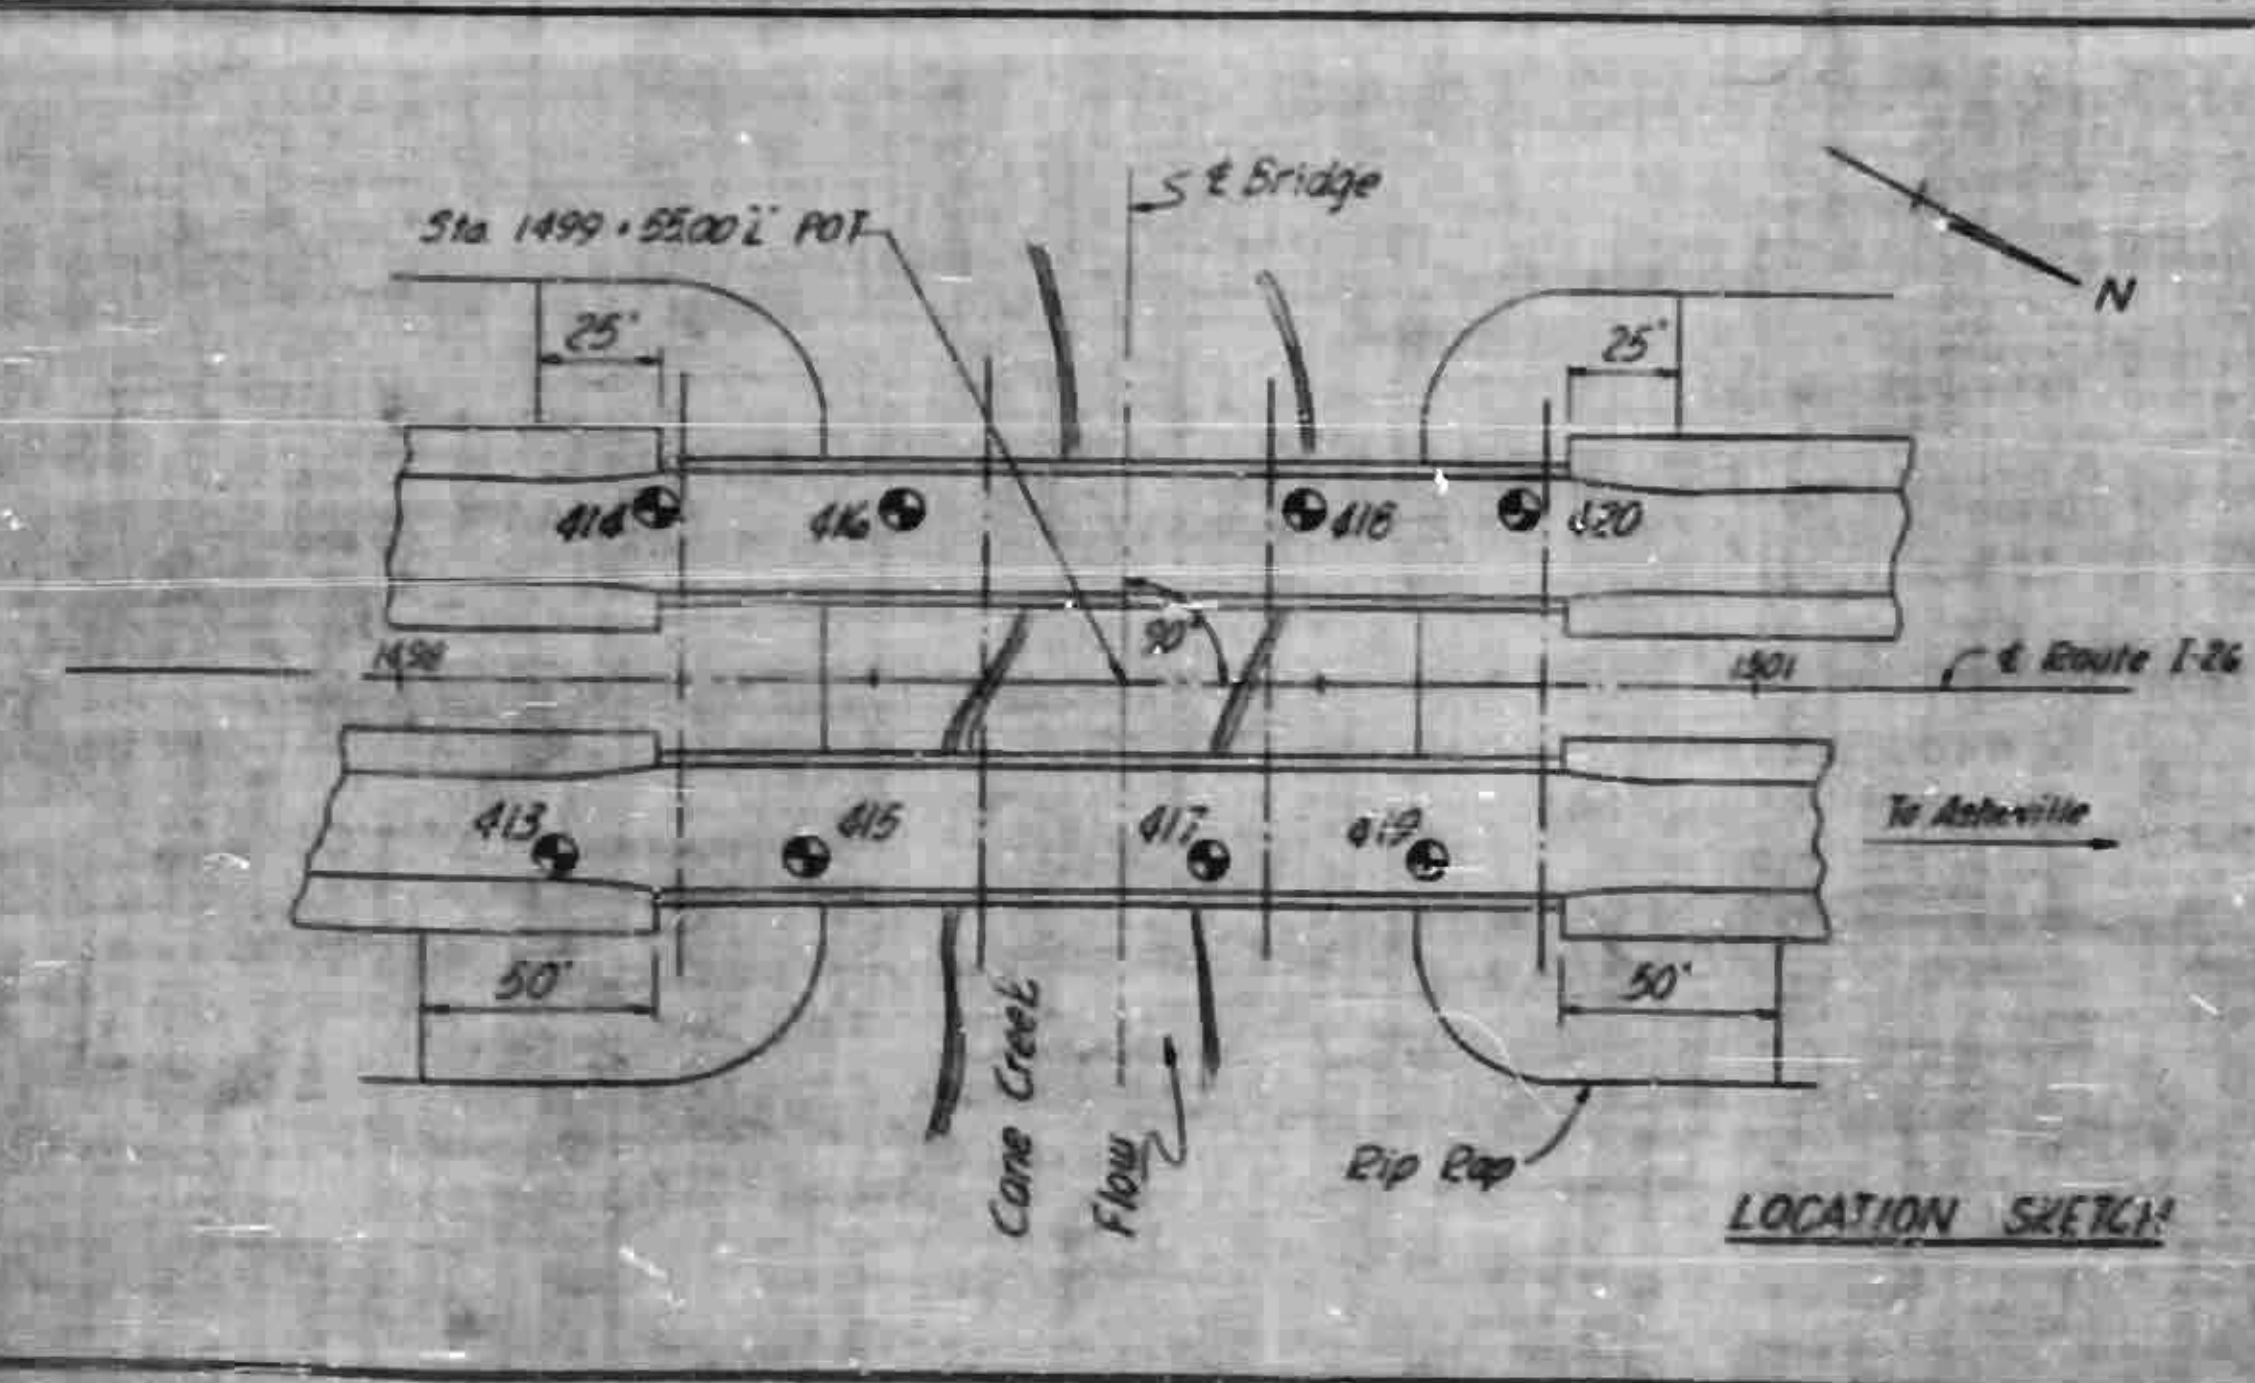 ℄ Bridge
Sta. 1499+55.00 "L" POT
N
25'
25'
414
416
418
420
90°
1498
1501
℄ Route I-26
413
415
417
419
To Asheville
50'
50'
Cane Creek
Flow
Rip Rap
LOCATION SKETCH